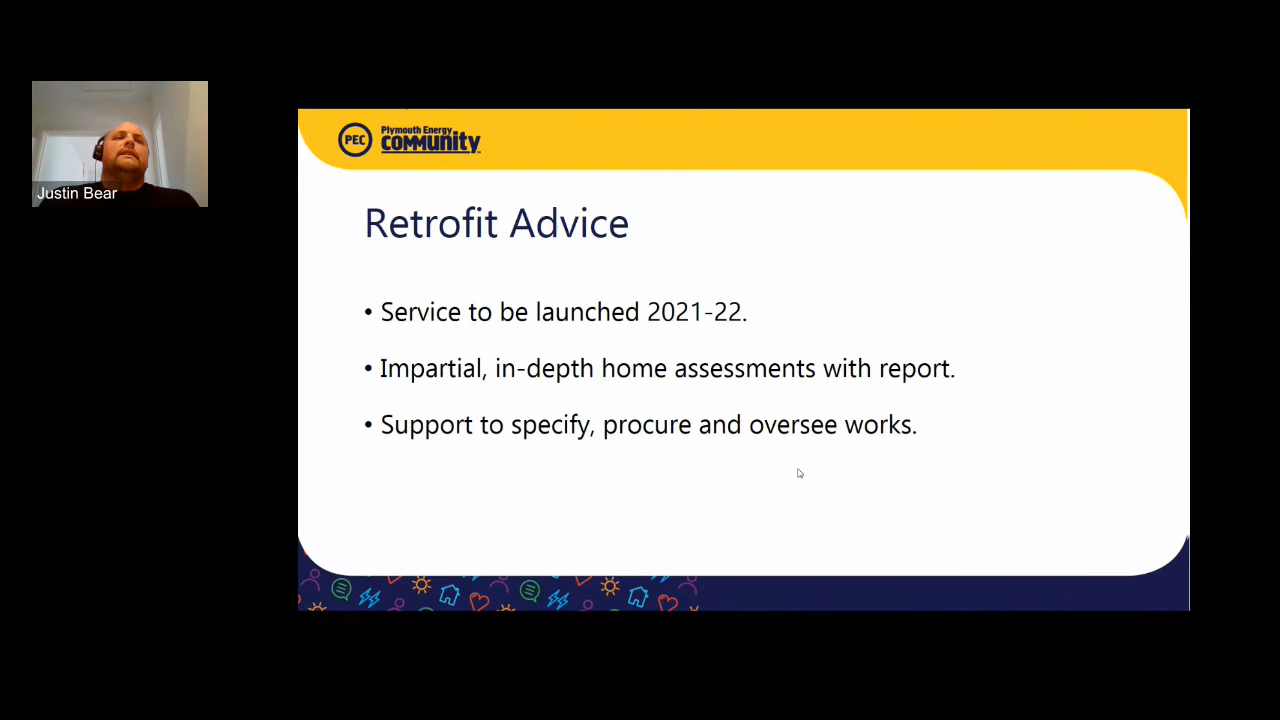 Justin Bear
PEC
Plymouth Energy
COMMUNITY
Retrofit Advice
• Service to be launched 2021-22.
• Impartial, in-depth home assessments with report.
• Support to specify, procure and oversee works.